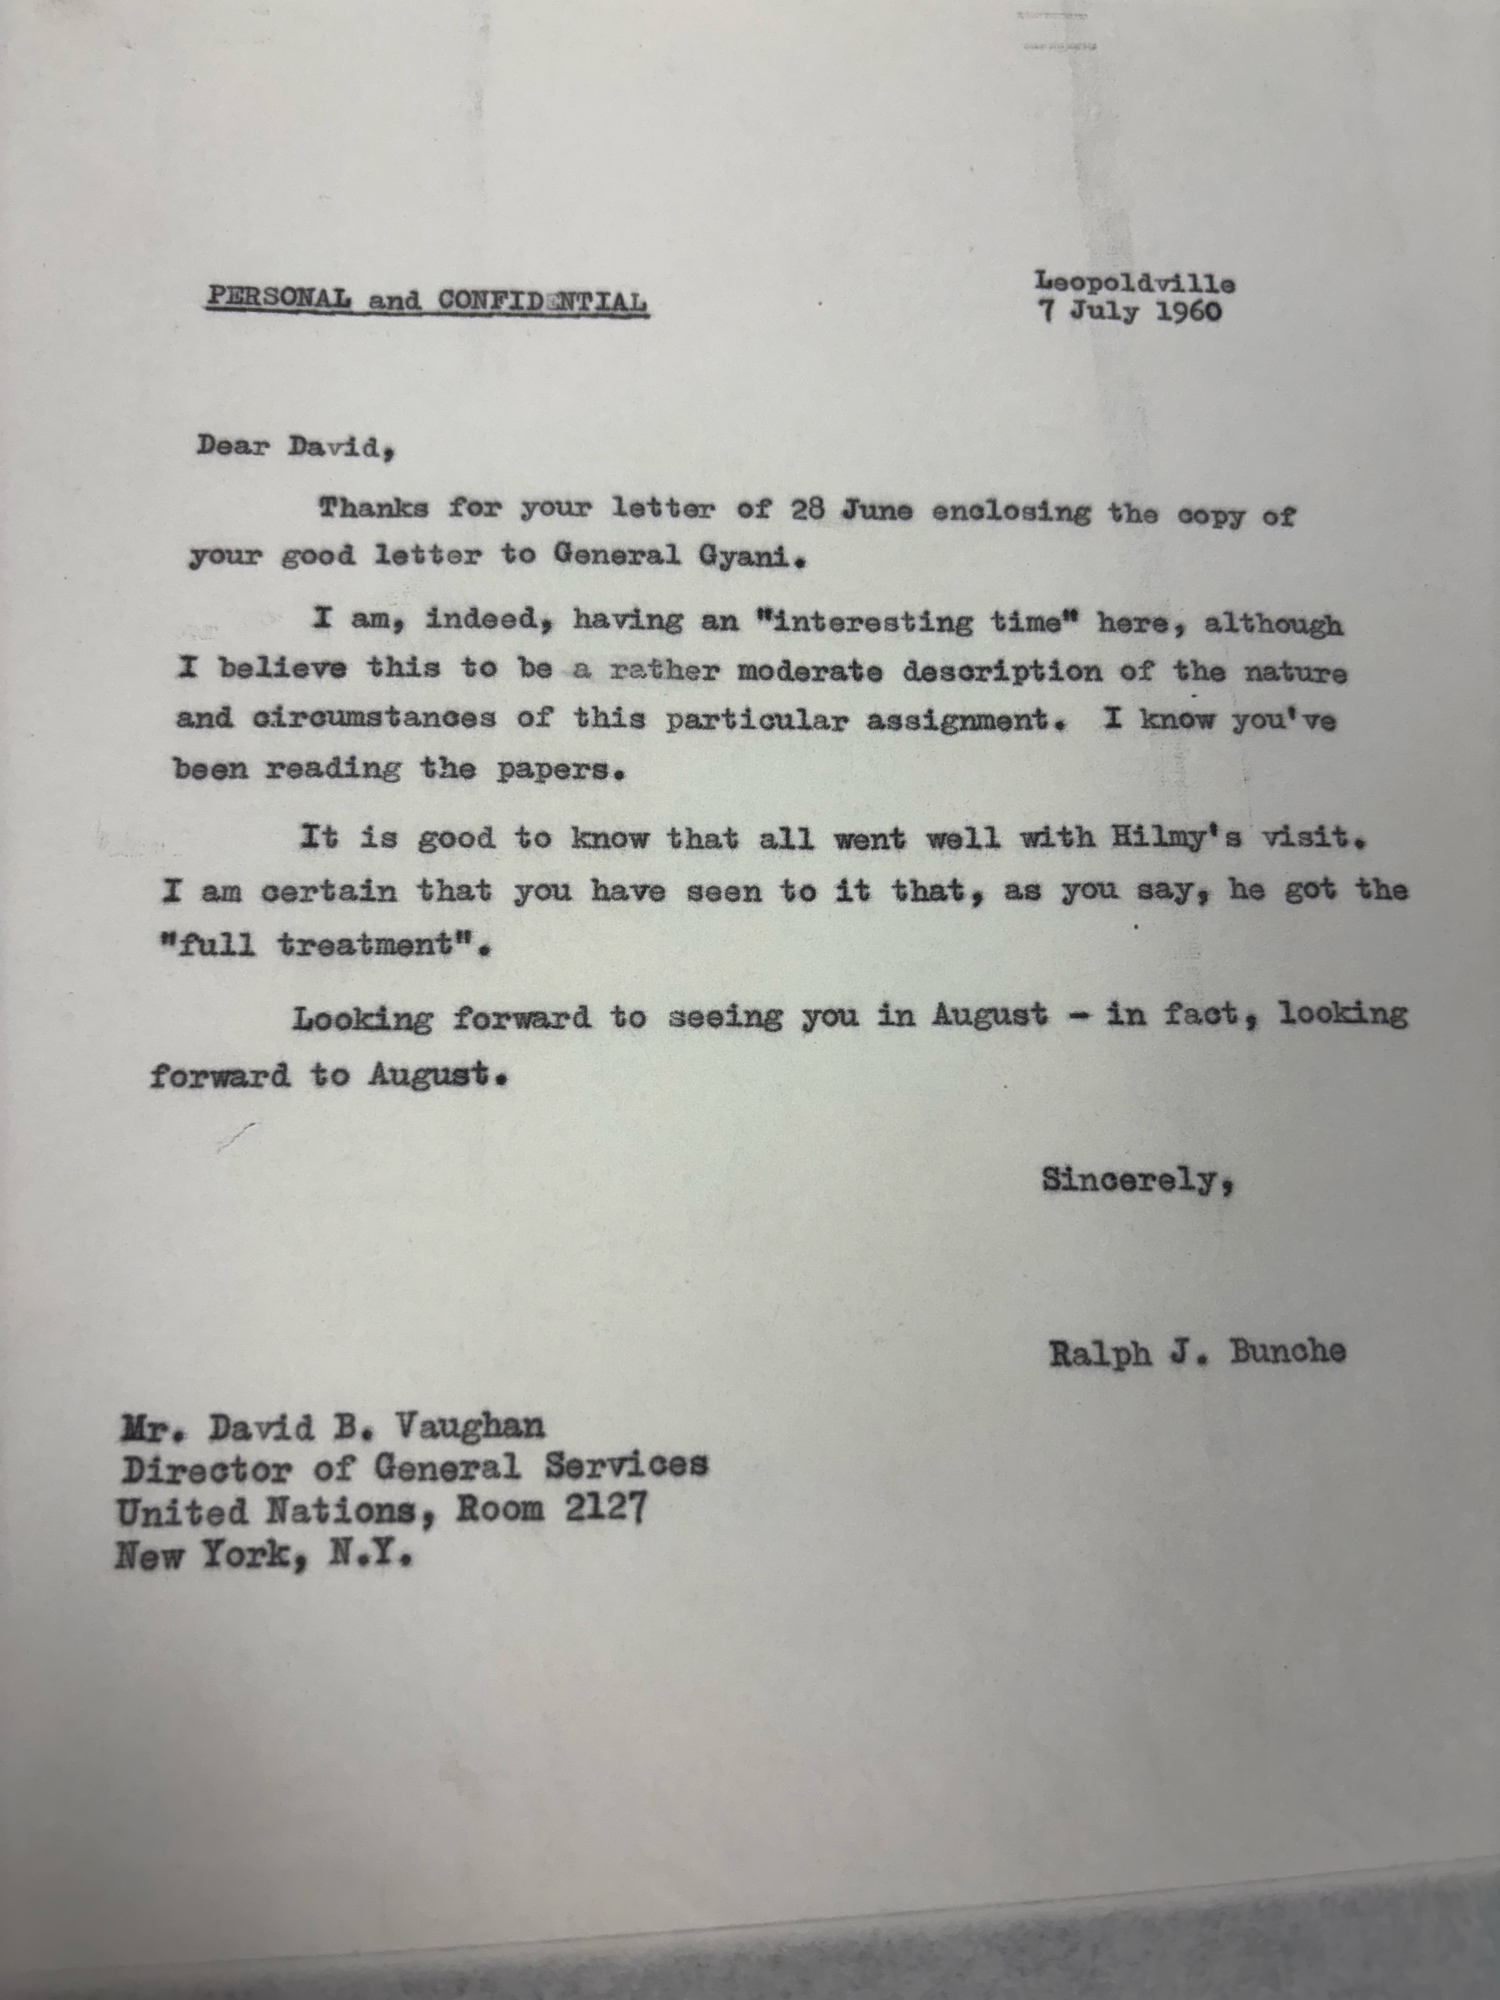 PERSONAL and CONFIDENTIAL
Leopoldville
7 July 1960
Dear David,
Thanks for your letter of 28 June enclosing the copy of
your good letter to General Gyani.
I am, indeed, having an "interesting time" here, although
I believe this to be a rather moderate description of the nature
and circumstances of this particular assignment. I know you've
been reading the papers.
It is good to know that all went well with Hilmy's visit.
I am certain that you have seen to it that, as you say, he got the
"full treatment".
Looking forward to seeing you in August - in fact, looking
forward to August.
Sincerely,
Ralph J. Bunche
Mr. David B. Vaughan
Director of General Services
United Nations, Room 2127
New York, N.Y.